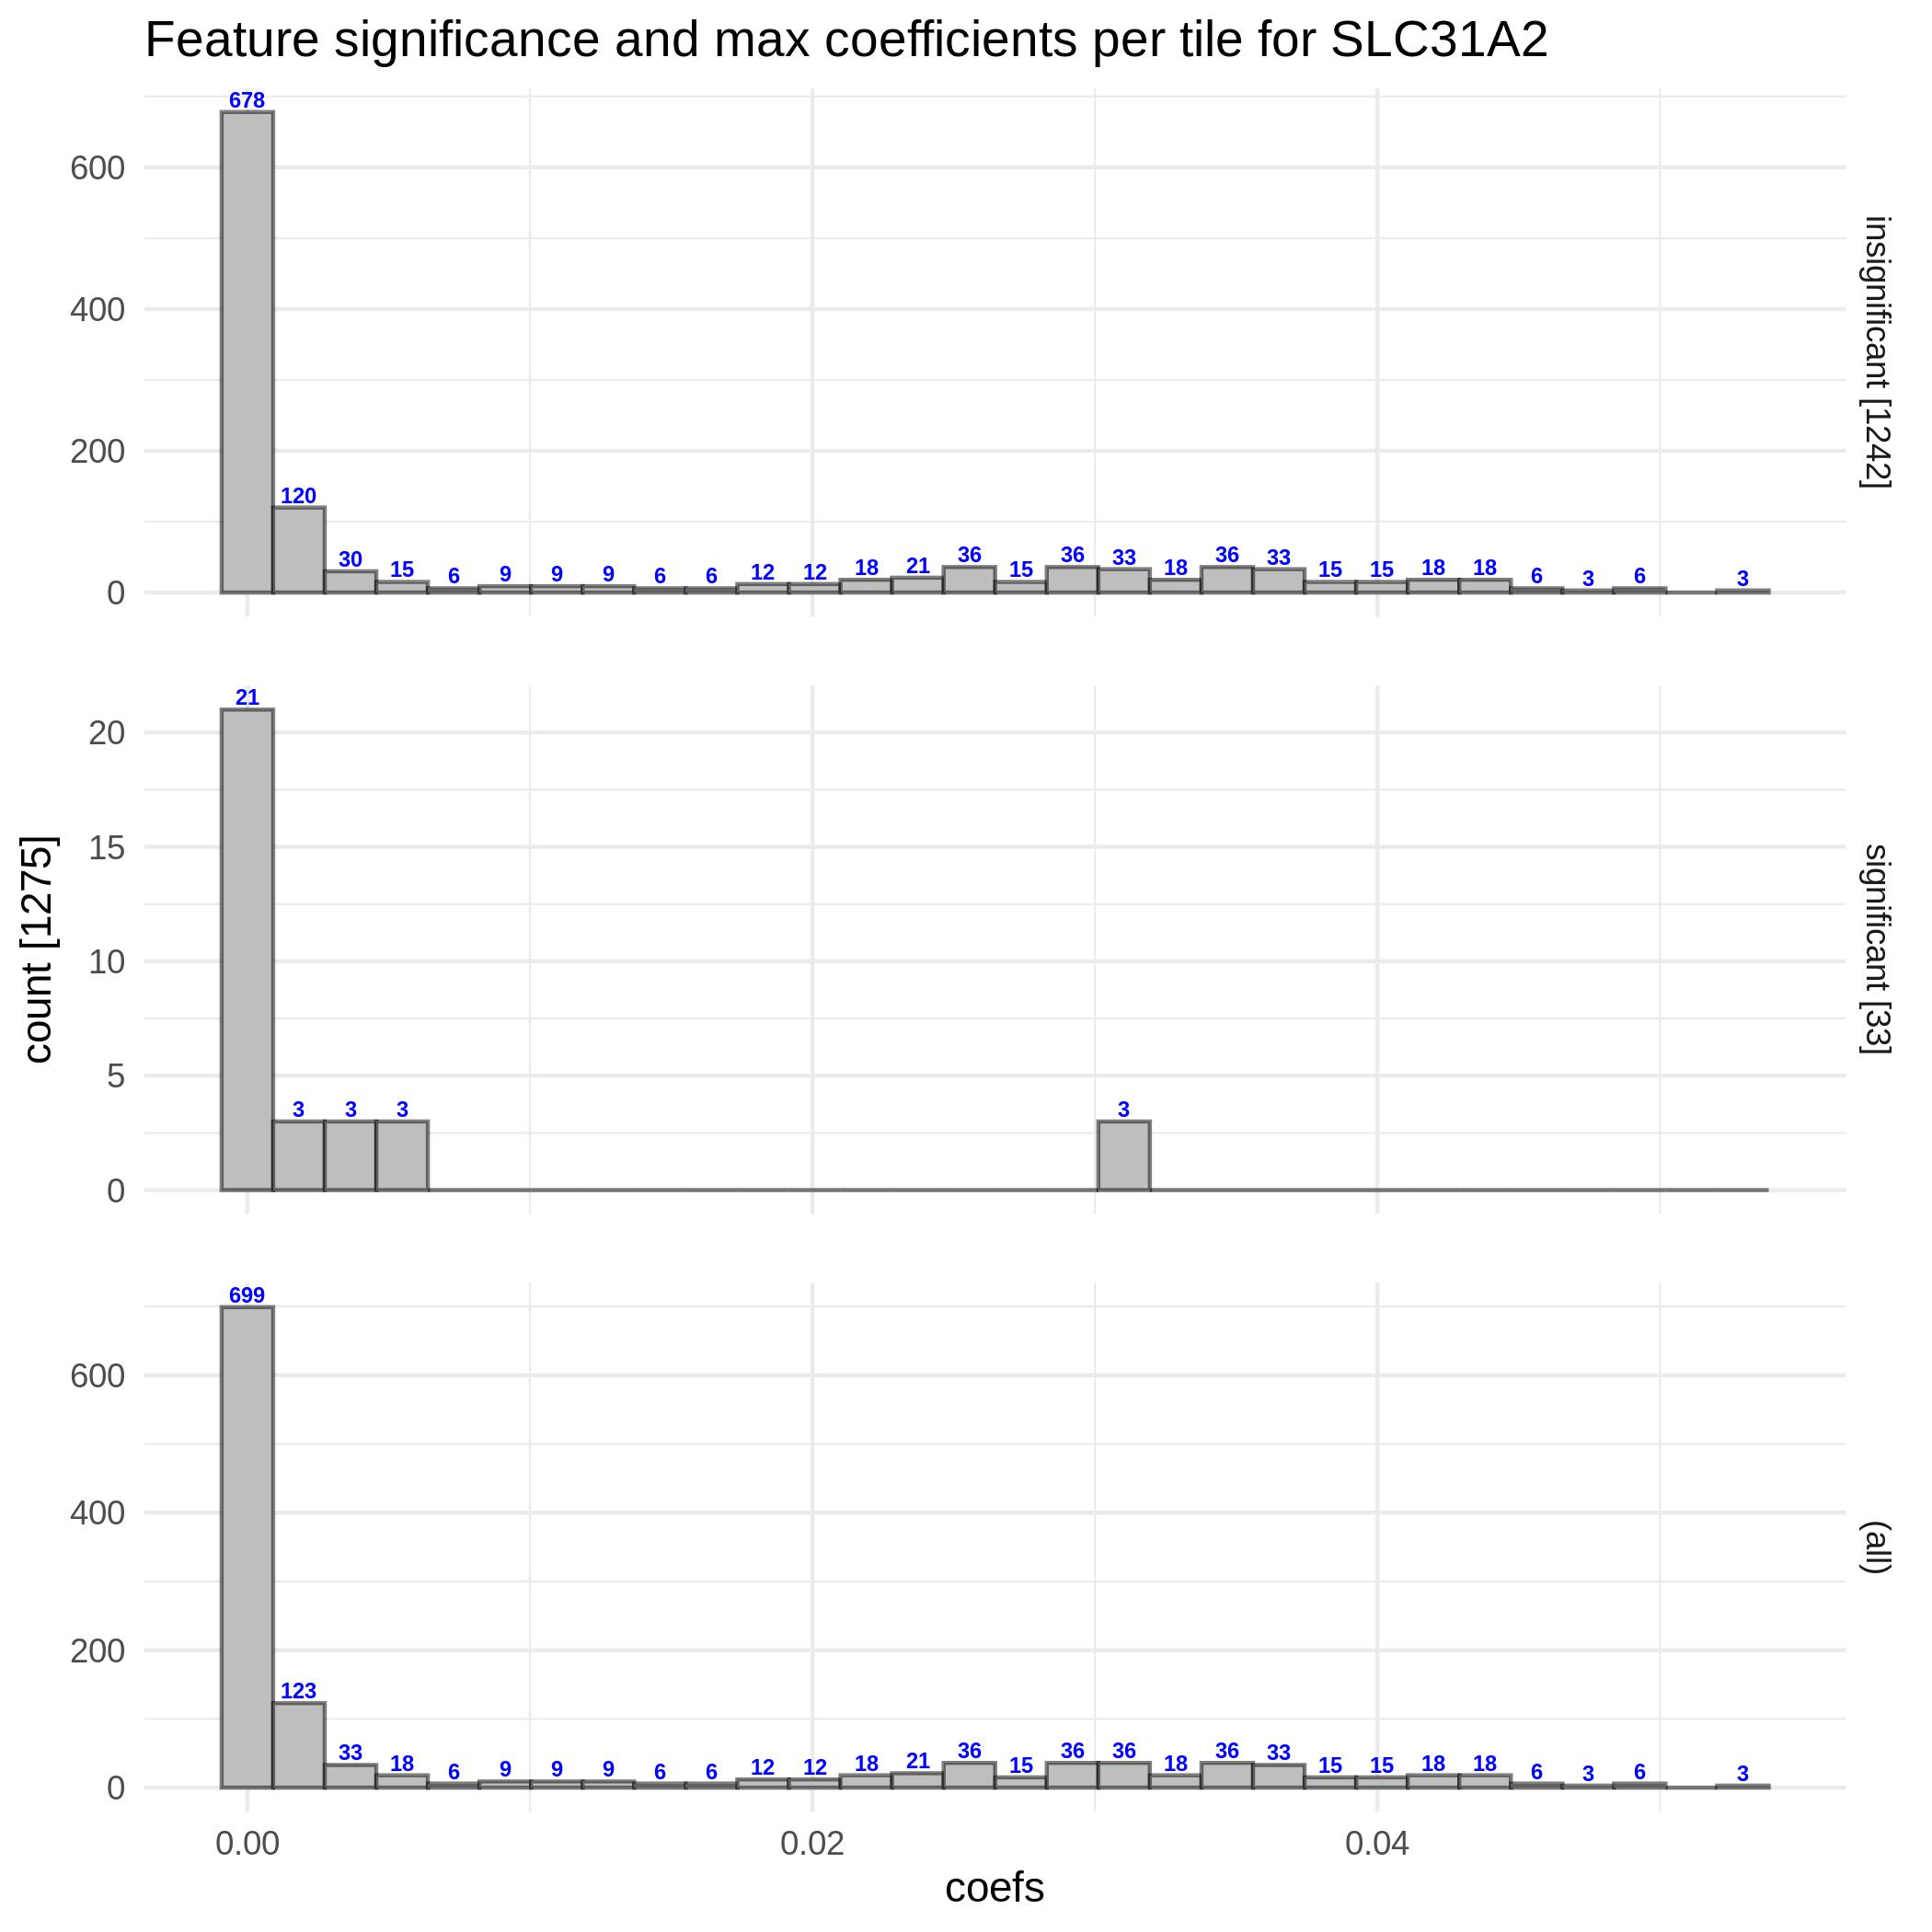 Feature significance and max coefficients per tile for SLC31A2
678
600
400
200
0
120
30 15 6 9 9 9 6 6 12 12 18 21 36 15 36 33 18 36 33 15 15 18 18 6 3 6 3
insignificant [1242]
21
20
15
10
5
0
3 3 3 3
significant [33]
count [1275]
699
600
400
200
0
123
33 18 6 9 9 9 6 6 12 12 18 21 36 15 36 36 18 36 33 15 15 18 18 6 3 6 3
(all)
0.00 0.02 0.04
coefs